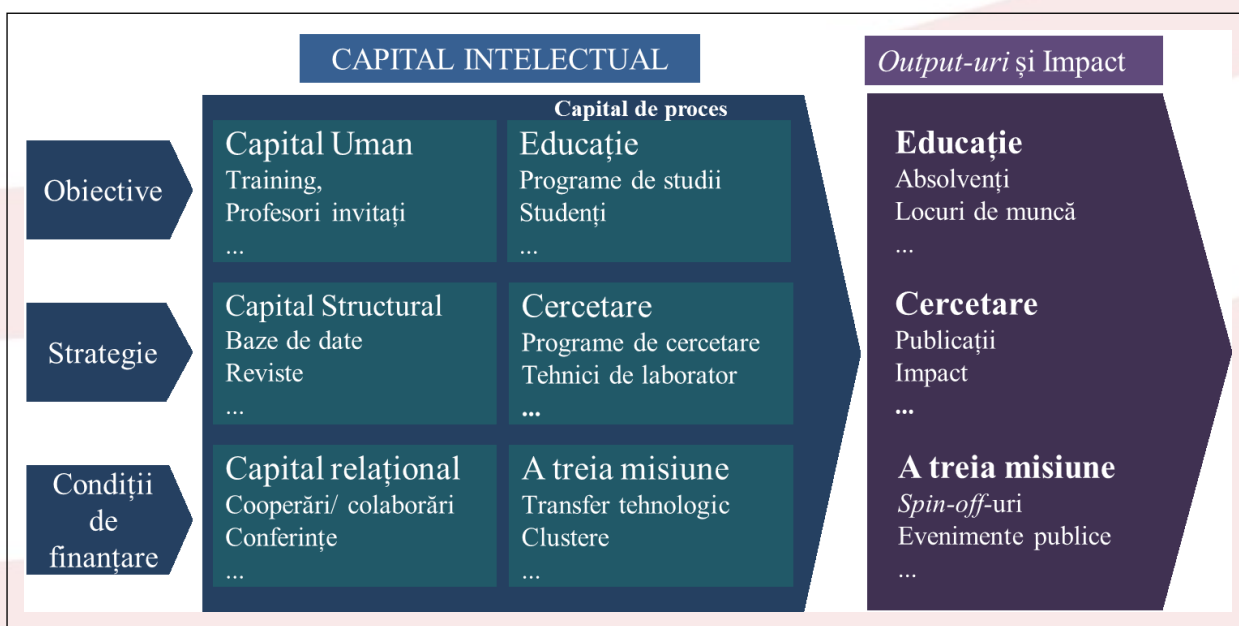 CAPITAL INTELECTUAL
Output-uri și Impact
Obiective
Strategie
Condiții
de
finanțare
Capital de proces
Capital Uman
Training,
Profesori invitați
...
Educație
Programe de studii
Studenți
...
Capital Structural
Baze de date
Reviste
...
Cercetare
Programe de cercetare
Tehnici de laborator
...
Capital relațional
Cooperări/ colaborări
Conferințe
...
A treia misiune
Transfer tehnologic
Clustere
...
Educație
Absolvenți
Locuri de muncă
...
Cercetare
Publicații
Impact
...
A treia misiune
Spin-off-uri
Evenimente publice
...